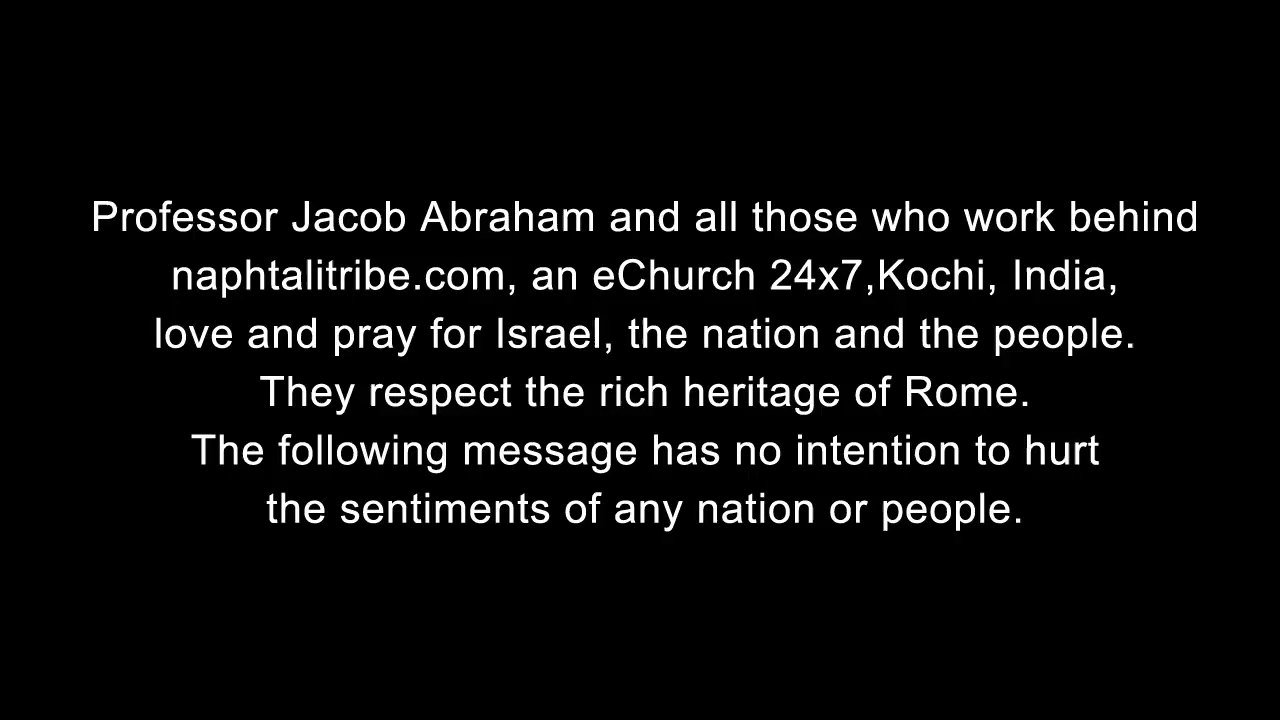 Professor Jacob Abraham and all those who work behind
naphtalitribe.com, an eChurch 24x7,Kochi, India,
love and pray for Israel, the nation and the people.
They respect the rich heritage of Rome.
The following message has no intention to hurt
the sentiments of any nation or people.